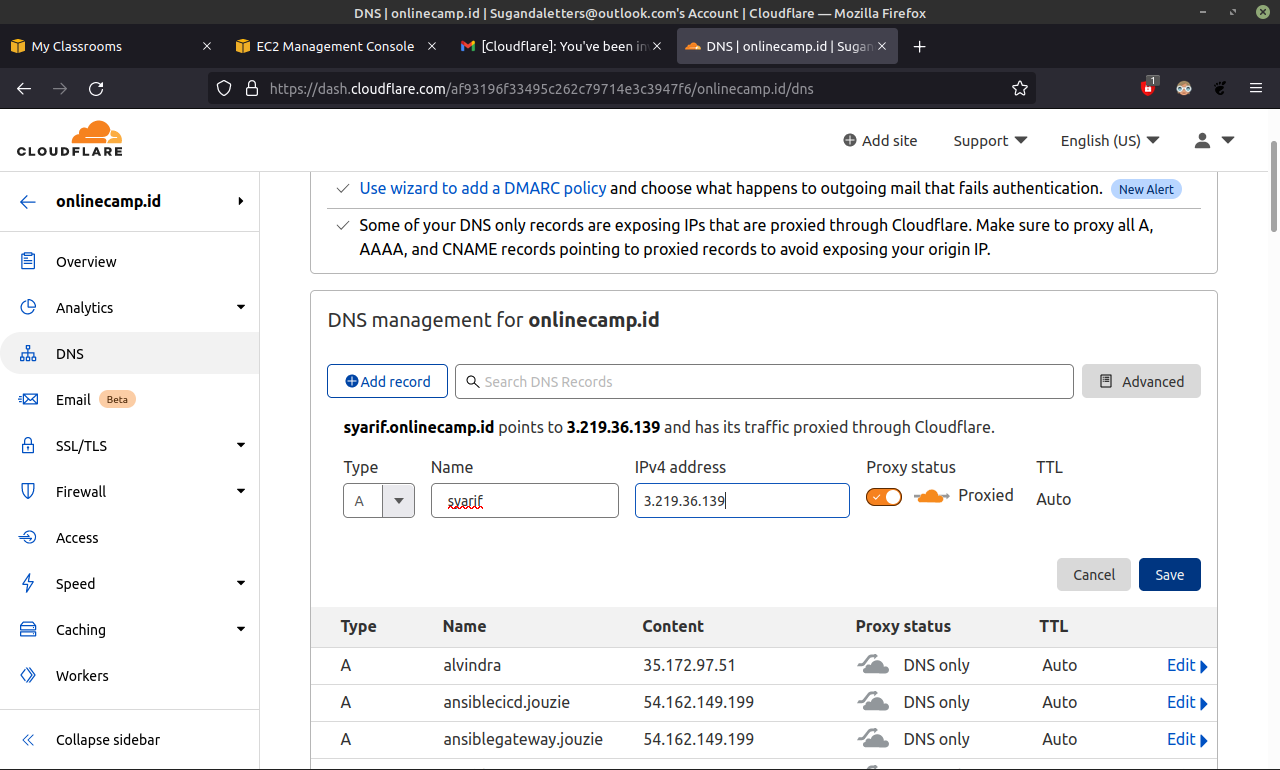 DNS | onlinecamp.id | Sugandaletters@outlook.com's Account | Cloudflare — Mozilla Firefox
My Classrooms
EC2 Management Console
[Cloudflare]: You've been in
DNS | onlinecamp.id | Sugan
https://dash.cloudflare.com/af93196f33495c262c79714e3c3947f6/onlinecamp.id/dns
1
CLOUDFLARE
Add site
Support
English (US)
onlinecamp.id
Overview
Analytics
DNS
Email Beta
SSL/TLS
Firewall
Access
Speed
Caching
Workers
Collapse sidebar
Use wizard to add a DMARC policy and choose what happens to outgoing mail that fails authentication. New Alert
Some of your DNS only records are exposing IPs that are proxied through Cloudflare. Make sure to proxy all A,
AAAA, and CNAME records pointing to proxied records to avoid exposing your origin IP.
DNS management for onlinecamp.id
Add record
Search DNS Records
Advanced
syarif.onlinecamp.id points to 3.219.36.139 and has its traffic proxied through Cloudflare.
Type Name IPv4 address Proxy status TTL
A syarif 3.219.36.139 Proxied Auto
Cancel Save
Type Name Content Proxy status TTL
A alvindra 35.172.97.51 DNS only Auto Edit
A ansiblecicd.jouzie 54.162.149.199 DNS only Auto Edit
A ansiblegateway.jouzie 54.162.149.199 DNS only Auto Edit